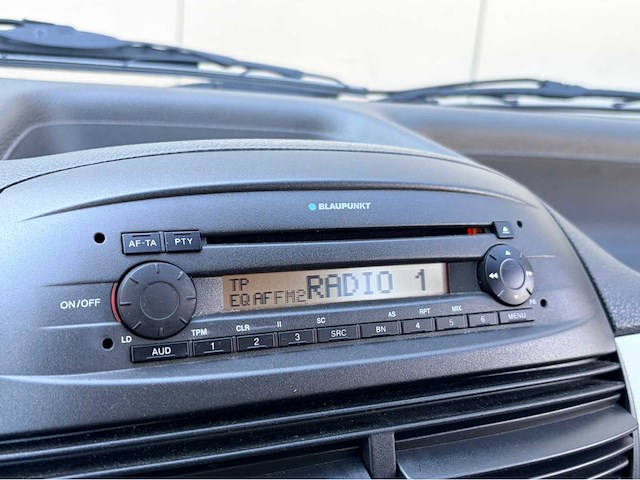 BLAUPUNKT
AF-TA PTY
TP
EQ AF FM2 RADIO 1
ON/OFF
LD TPM CLR II SC AS RPT MIX
AUD 1 2 3 SRC BN 4 5 6 MENU